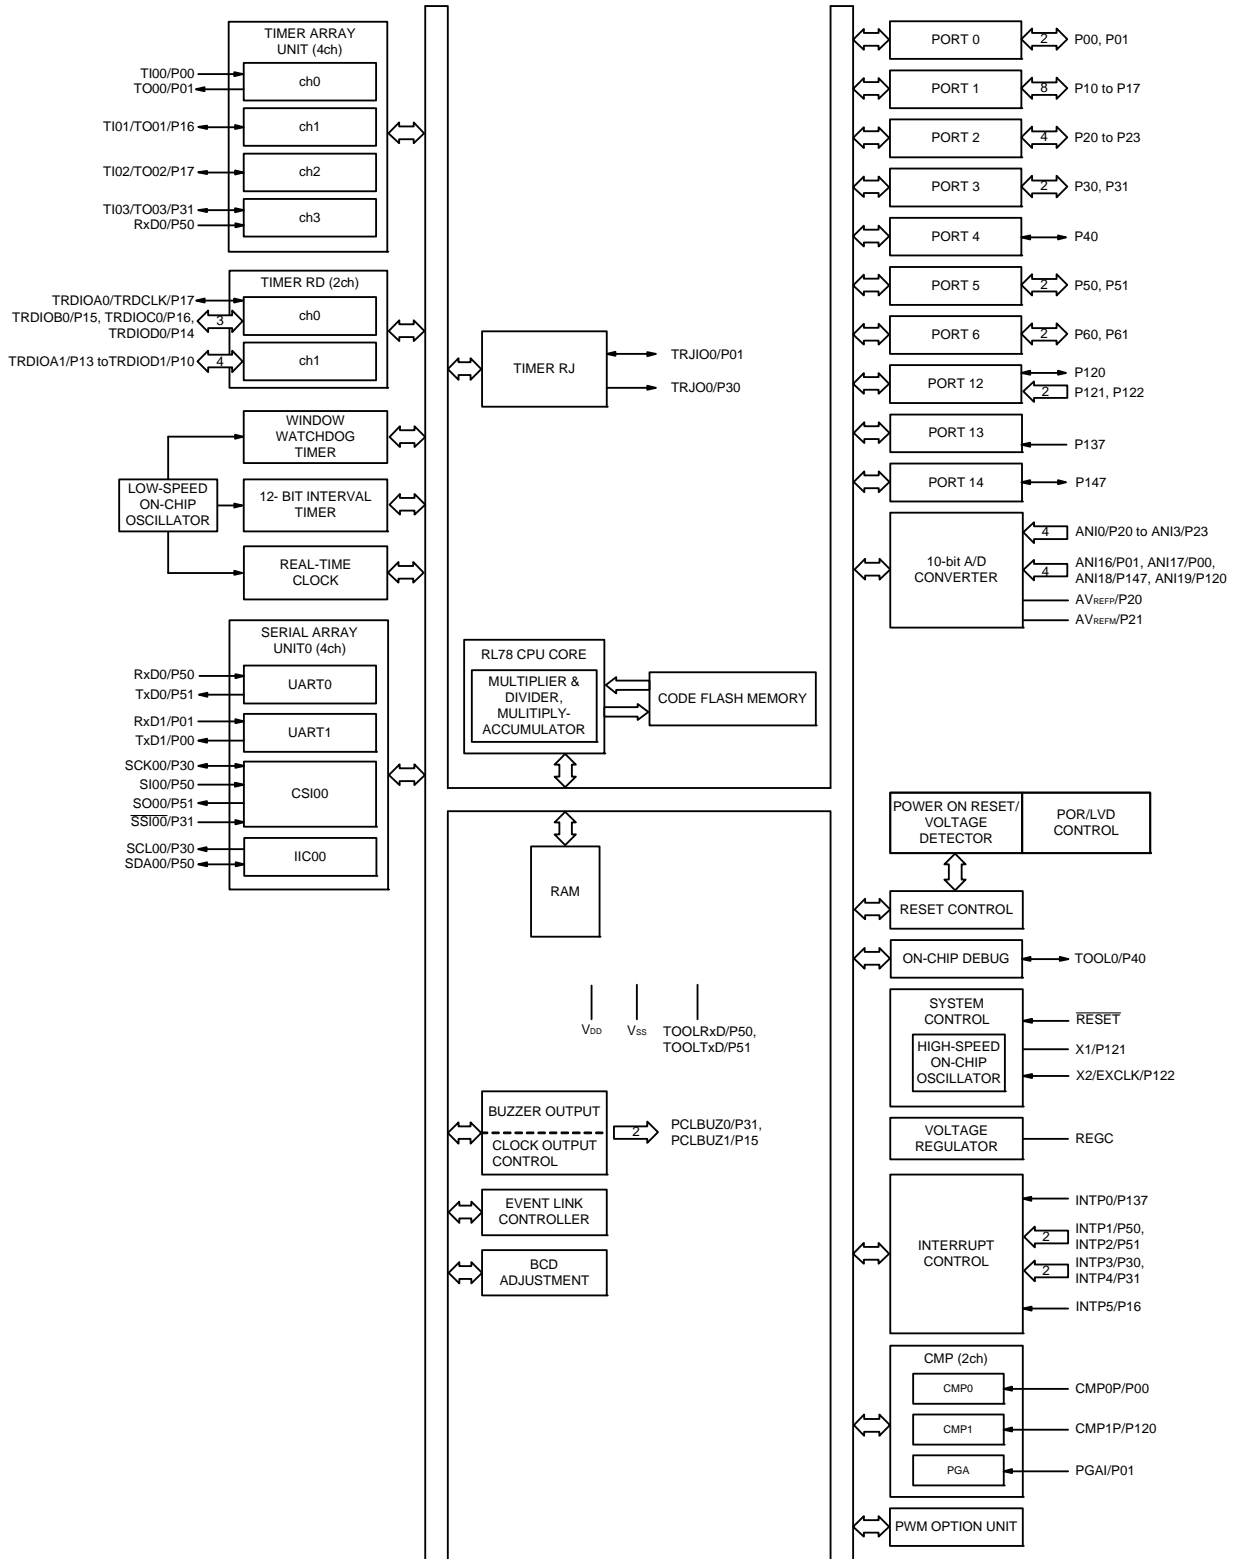 TIMER ARRAY
UNIT (4ch)
TI00/P00
TO00/P01
ch0
TI01/TO01/P16
ch1
TI02/TO02/P17
ch2
TI03/TO03/P31
RxD0/P50
ch3
TIMER RD (2ch)
TRDIOA0/TRDCLK/P17
TRDIOB0/P15, TRDIOC0/P16,
TRDIOD0/P14
3
ch0
TRDIOA1/P13 toTRDIOD1/P10
4
ch1
WINDOW
WATCHDOG
TIMER
LOW-SPEED
ON-CHIP
OSCILLATOR
12- BIT INTERVAL
TIMER
REAL-TIME
CLOCK
SERIAL ARRAY
UNIT0 (4ch)
RxD0/P50
TxD0/P51
UART0
RxD1/P01
TxD1/P00
UART1
SCK00/P30
SI00/P50
SO00/P51
SSI00/P31
CSI00
SCL00/P30
SDA00/P50
IIC00
TIMER RJ
TRJIO0/P01
TRJO0/P30
RL78 CPU CORE
MULTIPLIER &
DIVIDER,
MULITIPLY-
ACCUMULATOR
CODE FLASH MEMORY
RAM
VDD
VSS
TOOLRxD/P50,
TOOLTxD/P51
BUZZER OUTPUT
CLOCK OUTPUT
CONTROL
2
PCLBUZ0/P31,
PCLBUZ1/P15
EVENT LINK
CONTROLLER
BCD
ADJUSTMENT
PORT 0
2
P00, P01
PORT 1
8
P10 to P17
PORT 2
4
P20 to P23
PORT 3
2
P30, P31
PORT 4
P40
PORT 5
2
P50, P51
PORT 6
2
P60, P61
PORT 12
P120
2
P121, P122
PORT 13
P137
PORT 14
P147
10-bit A/D
CONVERTER
4
ANI0/P20 to ANI3/P23
4
ANI16/P01, ANI17/P00,
ANI18/P147, ANI19/P120
AVREFP/P20
AVREFM/P21
POWER ON RESET/
VOLTAGE
DETECTOR
POR/LVD
CONTROL
RESET CONTROL
ON-CHIP DEBUG
TOOL0/P40
SYSTEM
CONTROL
HIGH-SPEED
ON-CHIP
OSCILLATOR
RESET
X1/P121
X2/EXCLK/P122
VOLTAGE
REGULATOR
REGC
INTERRUPT
CONTROL
INTP0/P137
2
INTP1/P50,
INTP2/P51
2
INTP3/P30,
INTP4/P31
INTP5/P16
CMP (2ch)
CMP0
CMP0P/P00
CMP1
CMP1P/P120
PGA
PGAI/P01
PWM OPTION UNIT